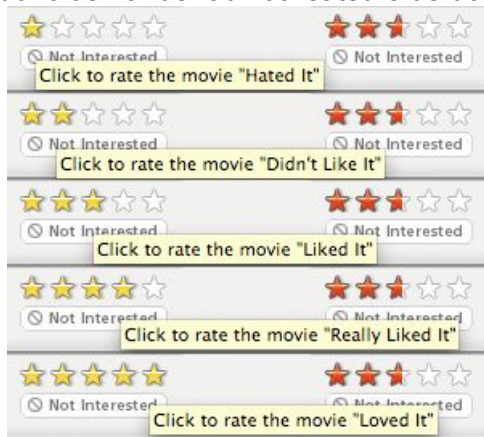 Not Interested Not Interested
Click to rate the movie "Hated It"
Not Interested Not Interested
Click to rate the movie "Didn't Like It"
Not Interested Not Interested
Click to rate the movie "Liked It"
Not Interested Not Interested
Click to rate the movie "Really Liked It"
Not Interested Not Interested
Click to rate the movie "Loved It"